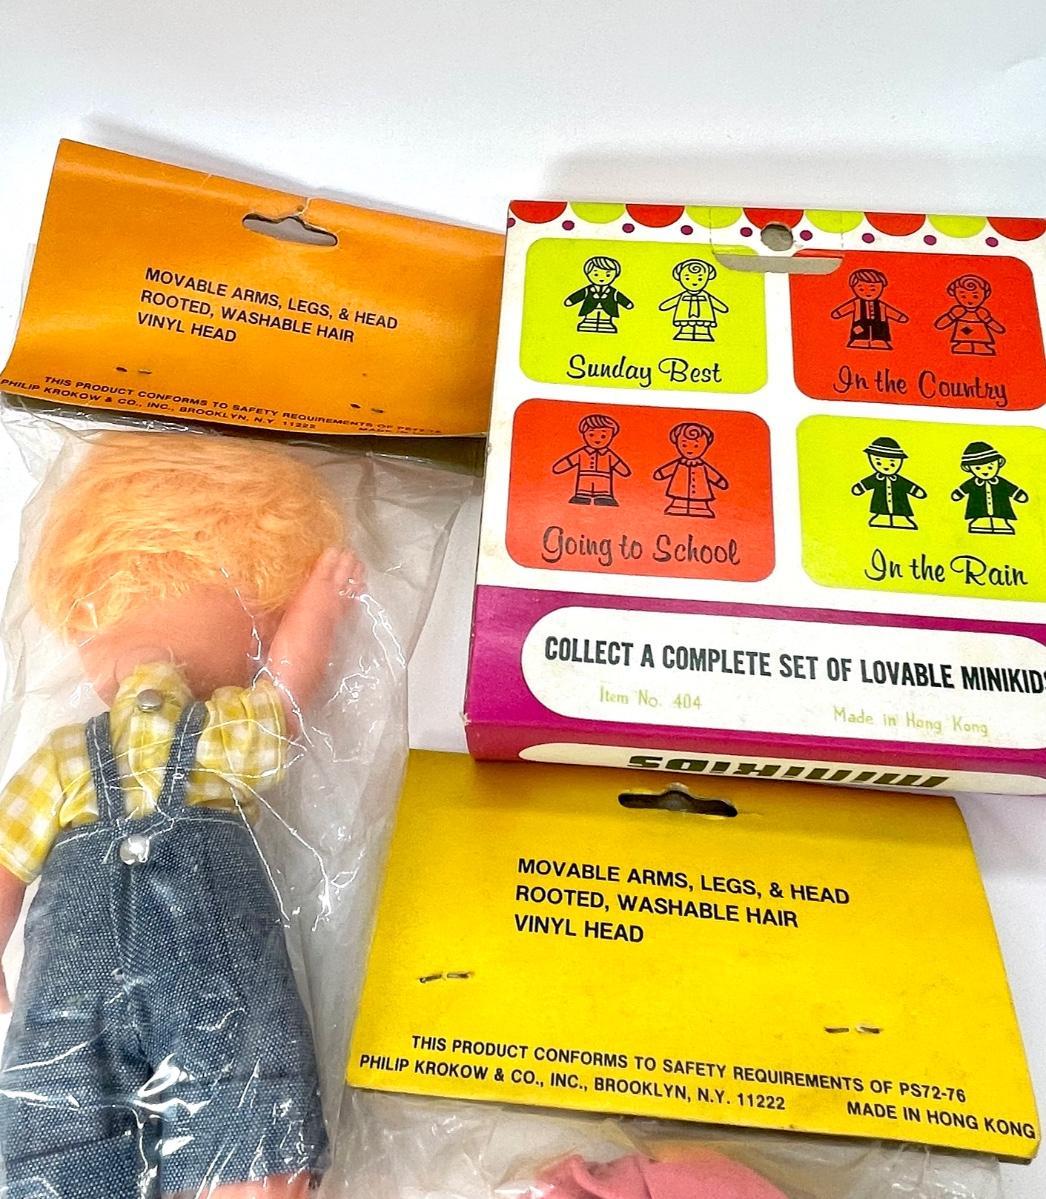 MOVABLE ARMS, LEGS, & HEAD
ROOTED, WASHABLE HAIR
VINYL HEAD
THIS PRODUCT CONFORMS TO SAFETY REQUIREMENTS OF
PHILIP KROKOW & CO., INC., BROOKLYN, N.Y. 11222
Sunday Best
In the Country
Going to School
In the Rain
COLLECT A COMPLETE SET OF LOVABLE MINIKIDS
Item No. 404
Made in Hong Kong
minikids
MOVABLE ARMS, LEGS, & HEAD
ROOTED, WASHABLE HAIR
VINYL HEAD
THIS PRODUCT CONFORMS TO SAFETY REQUIREMENTS OF PS72-76
PHILIP KROKOW & CO., INC., BROOKLYN, N.Y. 11222
MADE IN HONG KONG